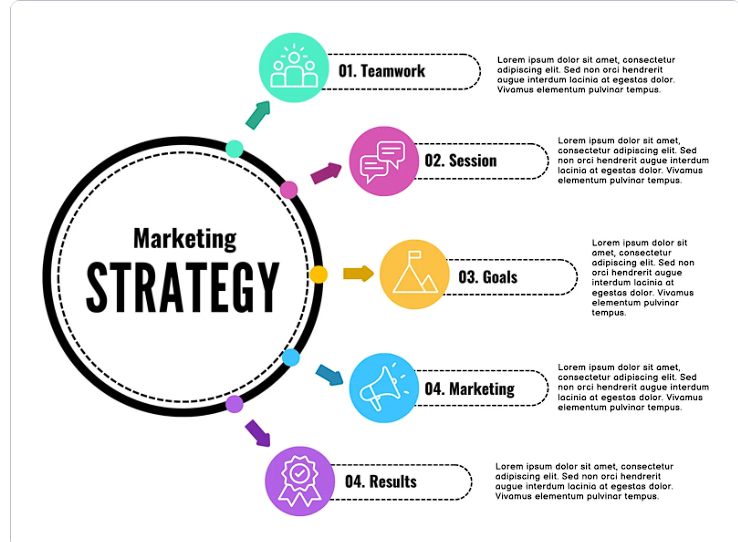 Marketing
STRATEGY
01. Teamwork
Lorem ipsum dolor sit amet, consectetur
adipiscing elit. Sed non orci hendrerit
augue interdum lacinia at egestas dolor.
Vivamus elementum pulvinar tempus.
02. Session
Lorem ipsum dolor sit amet,
consectetur adipiscing elit. Sed
non orci hendrerit augue interdum
lacinia at egestas dolor. Vivamus
elementum pulvinar tempus.
03. Goals
Lorem ipsum dolor
sit amet,
consectetur
adipiscing elit. Sed
non orci hendrerit
augue interdum
lacinia at
egestas dolor.
Vivamus elementum
pulvinar tempus.
04. Marketing
Lorem ipsum dolor sit amet,
consectetur adipiscing elit. Sed
non orci hendrerit augue interdum
lacinia at egestas dolor. Vivamus
elementum pulvinar tempus.
04. Results
Lorem ipsum dolor sit amet, consectetur
adipiscing elit. Sed non orci hendrerit
augue interdum lacinia at egestas dolor.
Vivamus elementum pulvinar tempus.